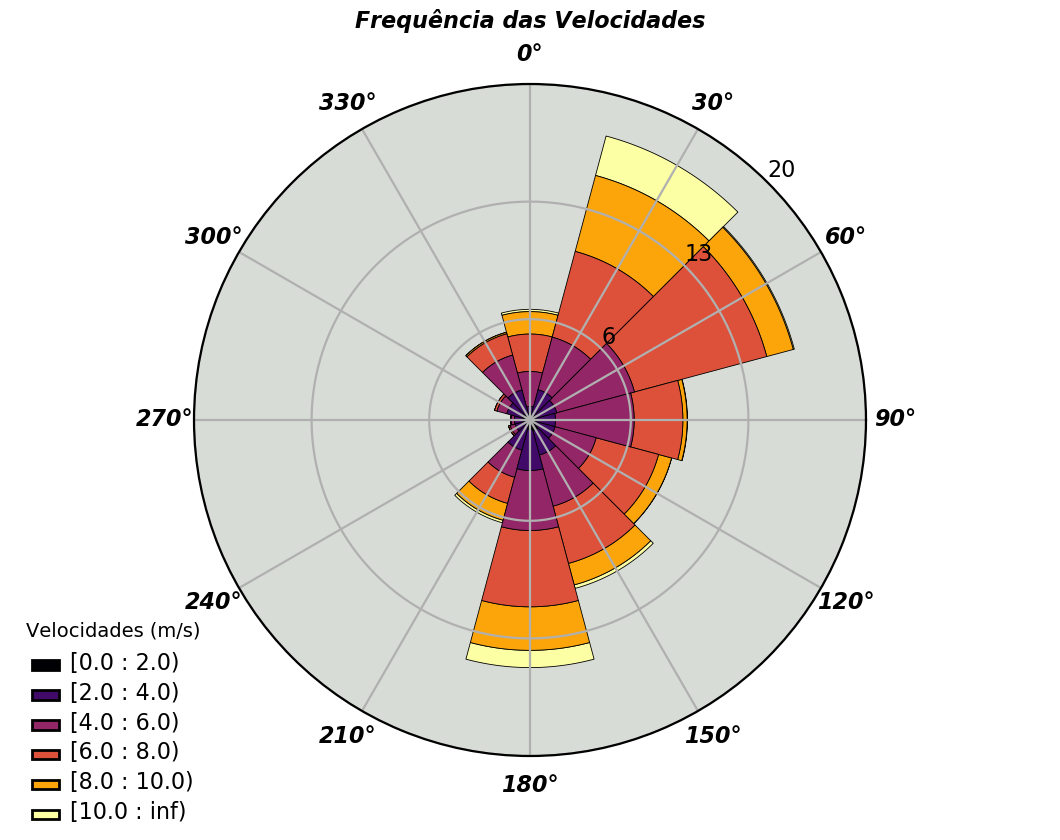 Frequência das Velocidades
0°
330°
30°
20
300°
60°
13
6
270°
90°
240°
120°
210°
150°
180°
Velocidades (m/s)
[0.0 : 2.0)
[2.0 : 4.0)
[4.0 : 6.0)
[6.0 : 8.0)
[8.0 : 10.0)
[10.0 : inf)